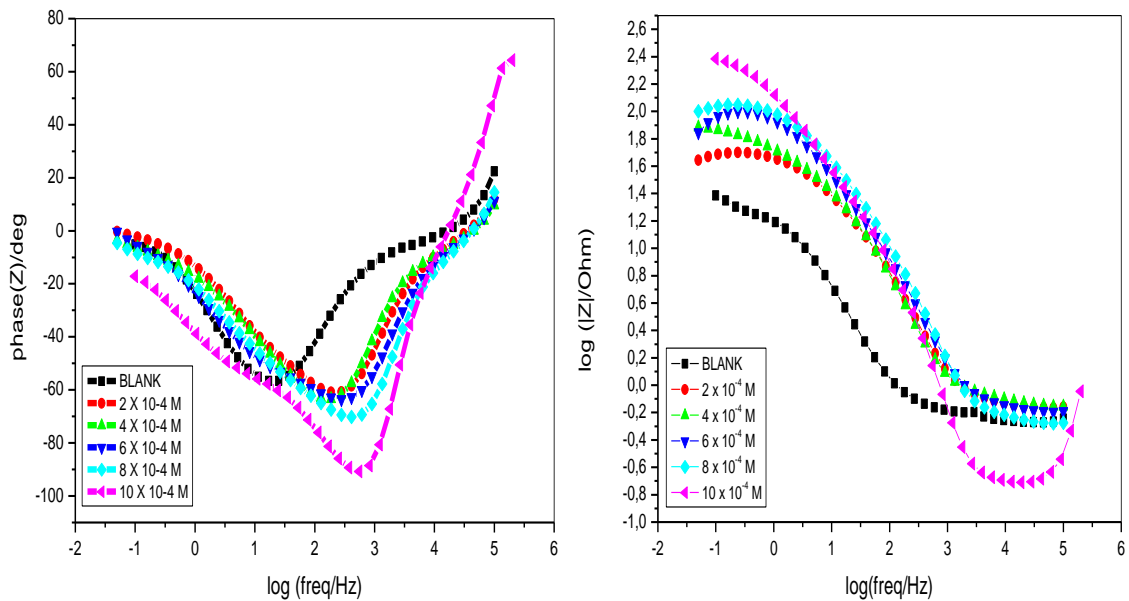 80
60
40
20
0
-20
-40
-60
-80
-100
phase(Z)/deg
BLANK
2 X 10-4 M
4 X 10-4 M
6 X 10-4 M
8 X 10-4 M
10 X 10-4 M
-2 -1 0 1 2 3 4 5 6
log (freq/Hz)
2,6
2,4
2,2
2,0
1,8
1,6
1,4
1,2
1,0
0,8
0,6
0,4
0,2
0,0
-0,2
-0,4
-0,6
-0,8
-1,0
log (|Z|/Ohm)
BLANK
2 x 10⁻⁴ M
4 x 10⁻⁴ M
6 x 10⁻⁴ M
8 x 10⁻⁴ M
10 x 10⁻⁴ M
-2 -1 0 1 2 3 4 5 6
log(freq/Hz)